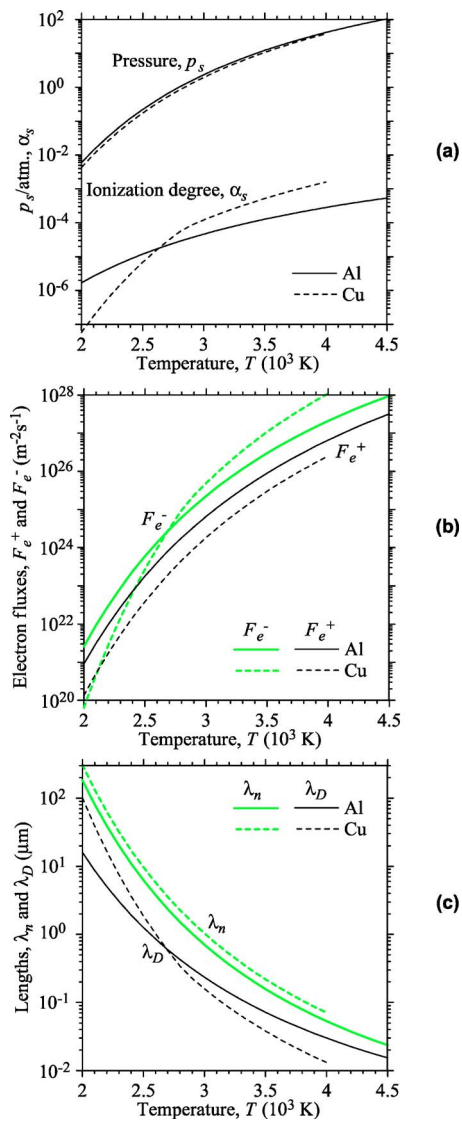 10^2
10^0
10^-2
10^-4
10^-6
p_s/atm., α_s
Pressure, p_s
Ionization degree, α_s
Al
Cu
2 2.5 3 3.5 4 4.5
Temperature, T (10^3 K)
(a)
10^28
10^26
10^24
10^22
10^20
Electron fluxes, F_e^+ and F_e^- (m^-2s^-1)
F_e^+
F_e^-
F_e^- F_e^+
Al
Cu
2 2.5 3 3.5 4 4.5
Temperature, T (10^3 K)
(b)
10^2
10^1
10^0
10^-1
10^-2
Lengths, λ_n and λ_D (μm)
λ_n λ_D
Al
Cu
λ_n
λ_D
2 2.5 3 3.5 4 4.5
Temperature, T (10^3 K)
(c)